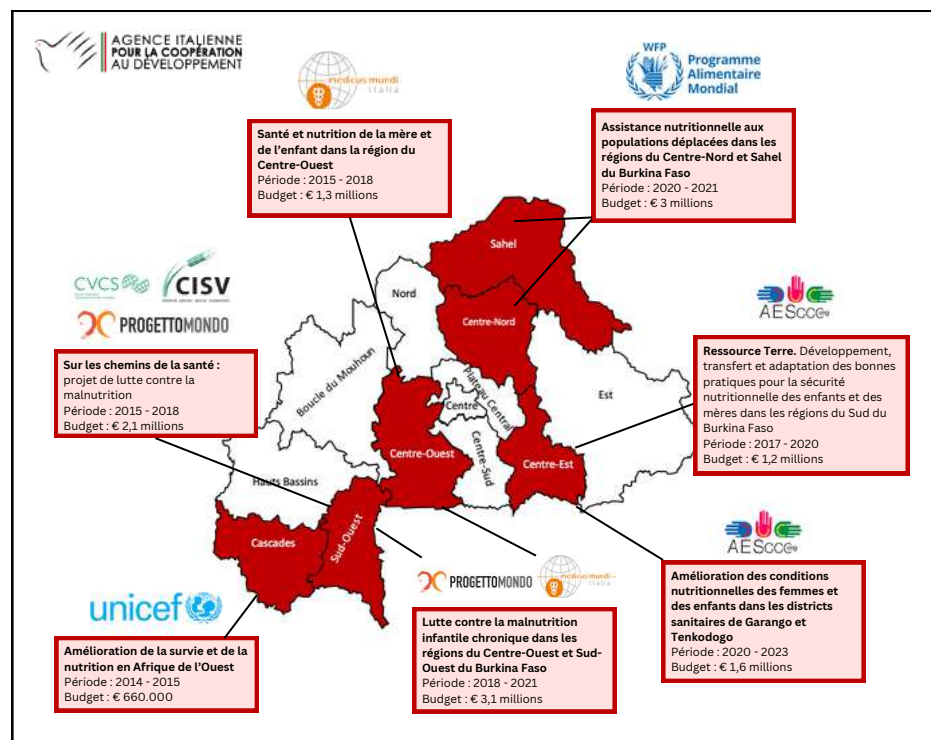 AGENCE ITALIENNE
POUR LA COOPÉRATION
AU DÉVELOPPEMENT
medicus mundi
italia
WFP
Programme
Alimentaire
Mondial
Santé et nutrition de la mère et
de l'enfant dans la région du
Centre-Ouest
Période : 2015 - 2018
Budget : € 1,3 millions
Assistance nutritionnelle aux
populations déplacées dans les
régions du Centre-Nord et Sahel
du Burkina Faso
Période : 2020 - 2021
Budget : € 3 millions
CVCS
CISV
PROGETTOMONDO
Sur les chemins de la santé :
projet de lutte contre la
malnutrition
Période : 2015 - 2018
Budget : € 2,1 millions
AESCCC
Ressource Terre. Développement,
transfert et adaptation des bonnes
pratiques pour la sécurité
nutritionnelle des enfants et des
mères dans les régions du Sud du
Burkina Faso
Période : 2017 - 2020
Budget : € 1,2 millions
Sahel
Nord
Centre-Nord
Boucle du Mouhoun
Plateau Central
Est
Centre
Centre-Ouest
Centre-Sud
Centre-Est
Hauts Bassins
Cascades
Sud-Ouest
unicef
Amélioration de la survie et de la
nutrition en Afrique de l'Ouest
Période : 2014 - 2015
Budget : € 660.000
PROGETTOMONDO
medicus mundi
italia
Lutte contre la malnutrition
infantile chronique dans les
régions du Centre-Ouest et Sud-
Ouest du Burkina Faso
Période : 2018 - 2021
Budget : € 3,1 millions
AESCCC
Amélioration des conditions
nutritionnelles des femmes et
des enfants dans les districts
sanitaires de Garango et
Tenkodogo
Période : 2020 - 2023
Budget : € 1,6 millions